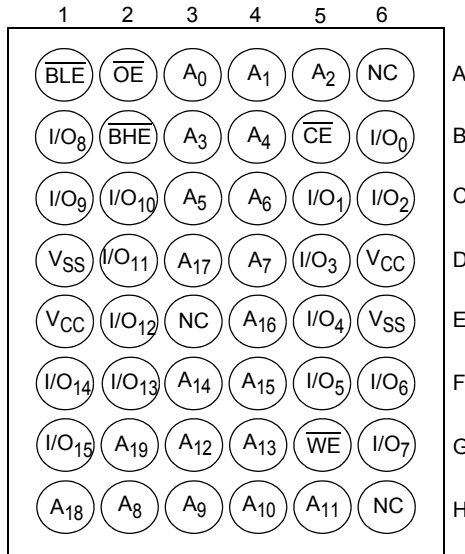 1 2 3 4 5 6
BLE OE A0 A1 A2 NC A
I/O8 BHE A3 A4 CE I/O0 B
I/O9 I/O10 A5 A6 I/O1 I/O2 C
VSS I/O11 A17 A7 I/O3 VCC D
VCC I/O12 NC A16 I/O4 VSS E
I/O14 I/O13 A14 A15 I/O5 I/O6 F
I/O15 A19 A12 A13 WE I/O7 G
A18 A8 A9 A10 A11 NC H